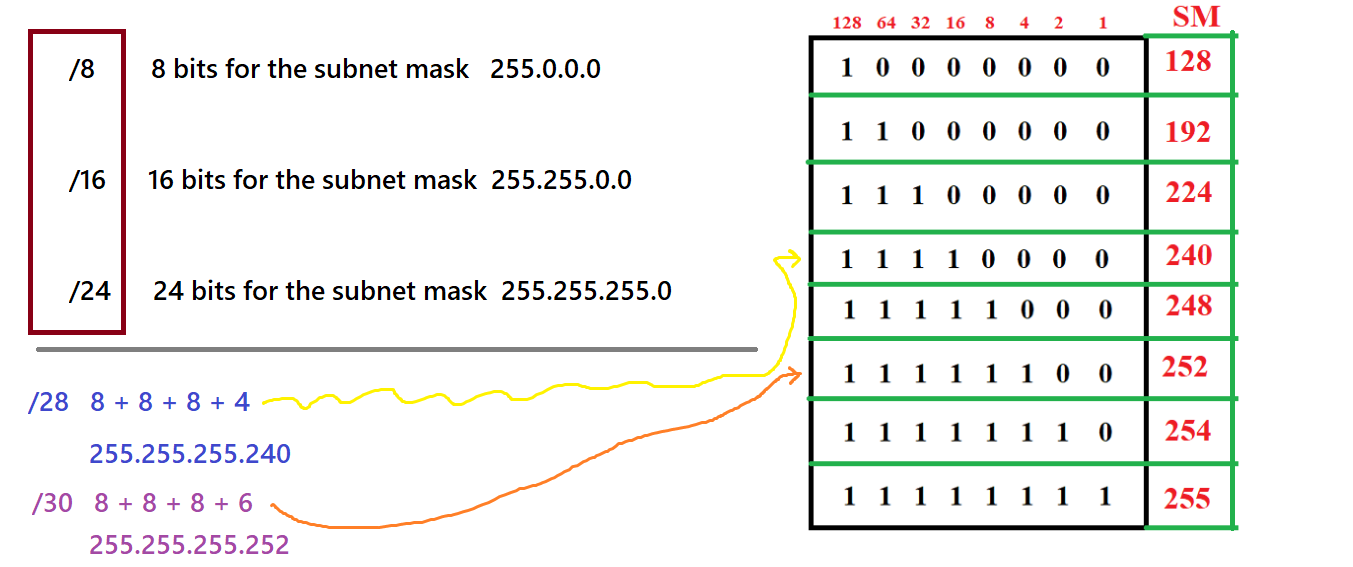 /8 8 bits for the subnet mask 255.0.0.0
/16 16 bits for the subnet mask 255.255.0.0
/24 24 bits for the subnet mask 255.255.255.0
/28 8 + 8 + 8 + 4
255.255.255.240
/30 8 + 8 + 8 + 6
255.255.255.252
128 64 32 16 8 4 2 1 SM
1 0 0 0 0 0 0 0 128
1 1 0 0 0 0 0 0 192
1 1 1 0 0 0 0 0 224
1 1 1 1 0 0 0 0 240
1 1 1 1 1 0 0 0 248
1 1 1 1 1 1 0 0 252
1 1 1 1 1 1 1 0 254
1 1 1 1 1 1 1 1 255